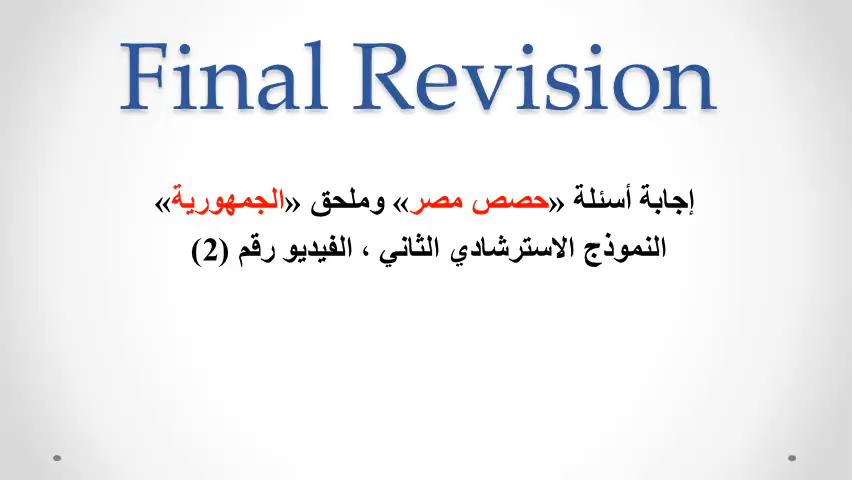 Final Revision
إجابة أسئلة «حصص مصر» وملحق «الجمهورية»
النموذج الاسترشادي الثاني ، الفيديو رقم (2)